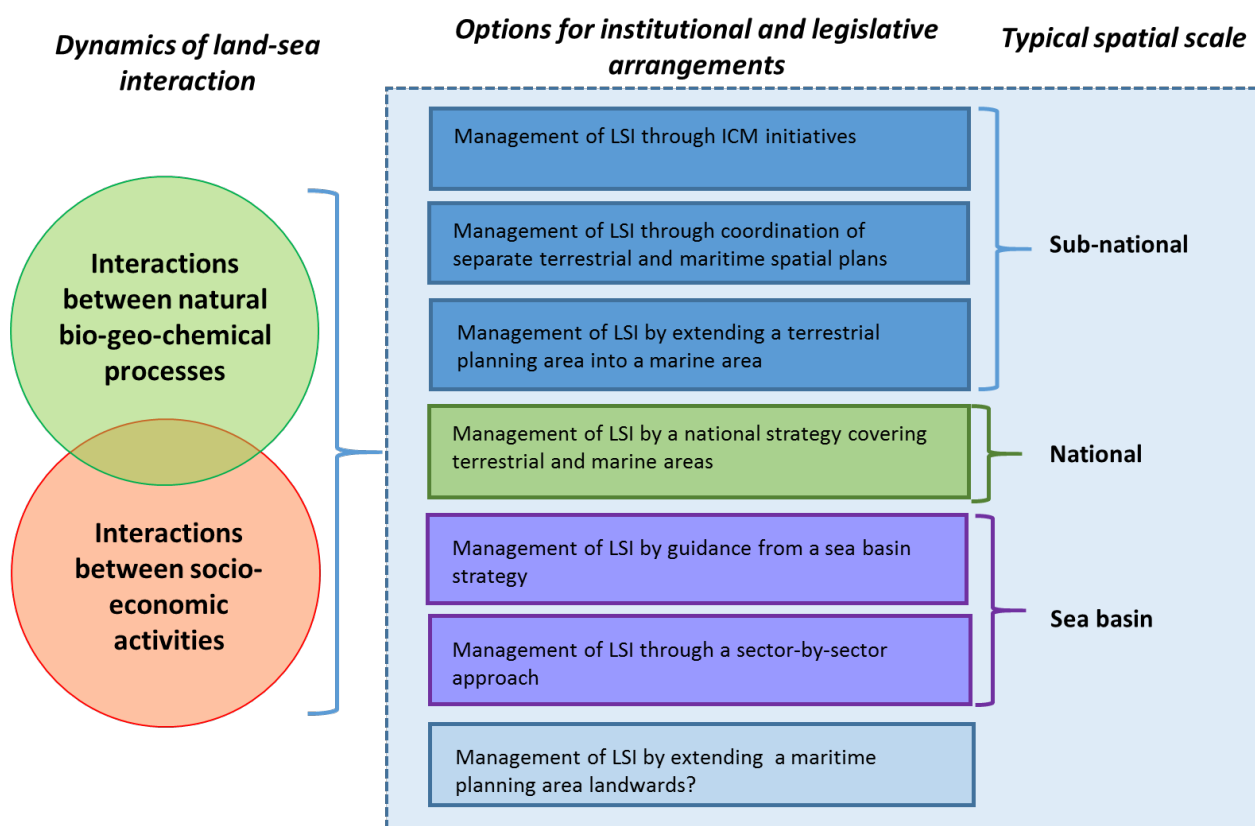 Dynamics of land-sea
interaction
Options for institutional and legislative
arrangements
Typical spatial scale
Interactions
between natural
bio-geo-chemical
processes
Interactions
between socio-
economic
activities
Management of LSI through ICM initiatives
Management of LSI through coordination of
separate terrestrial and maritime spatial plans
Management of LSI by extending a terrestrial
planning area into a marine area
Sub-national
Management of LSI by a national strategy covering
terrestrial and marine areas
National
Management of LSI by guidance from a sea basin
strategy
Management of LSI through a sector-by-sector
approach
Sea basin
Management of LSI by extending  a maritime
planning area landwards?